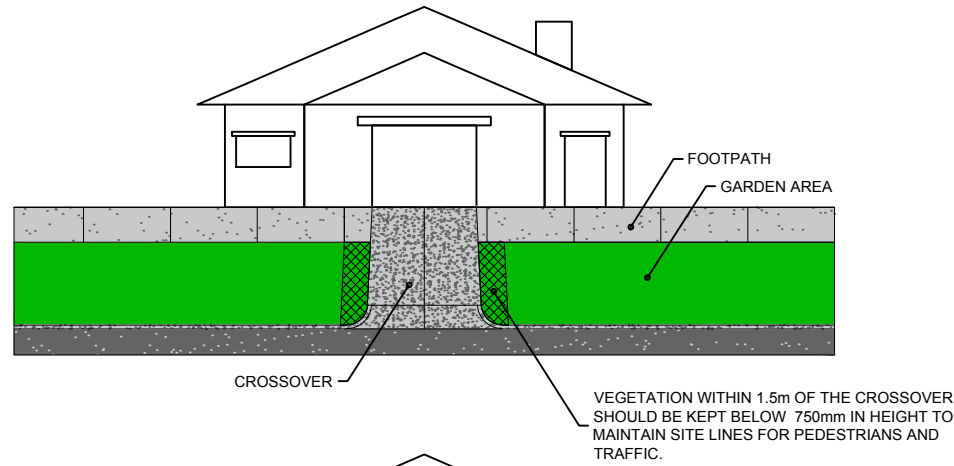 FOOTPATH
GARDEN AREA
CROSSOVER
VEGETATION WITHIN 1.5m OF THE CROSSOVER
SHOULD BE KEPT BELOW 750mm IN HEIGHT TO
MAINTAIN SITE LINES FOR PEDESTRIANS AND
TRAFFIC.